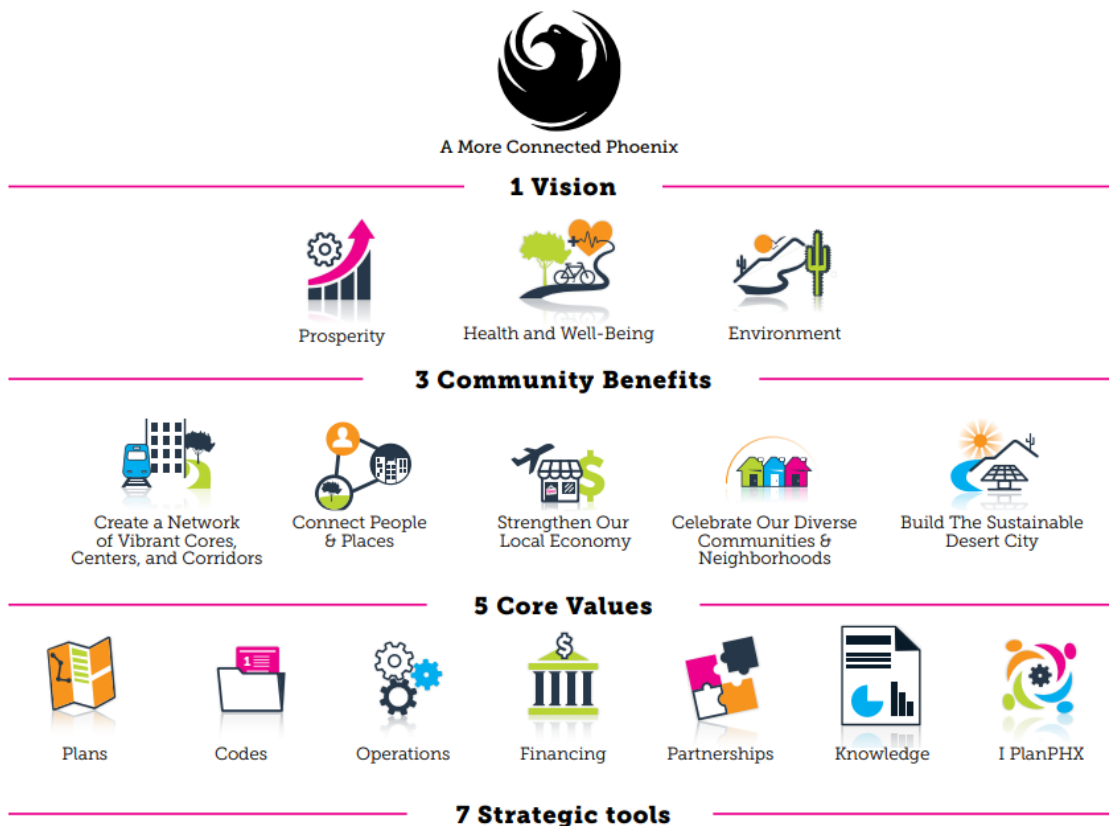 A More Connected Phoenix
1 Vision
Prosperity
Health and Well-Being
Environment
3 Community Benefits
Create a Network
of Vibrant Cores,
Centers, and Corridors
Connect People
& Places
Strengthen Our
Local Economy
Celebrate Our Diverse
Communities &
Neighborhoods
Build The Sustainable
Desert City
5 Core Values
$
1
Plans
Codes
Operations
Financing
Partnerships
Knowledge
I PlanPHX
7 Strategic tools